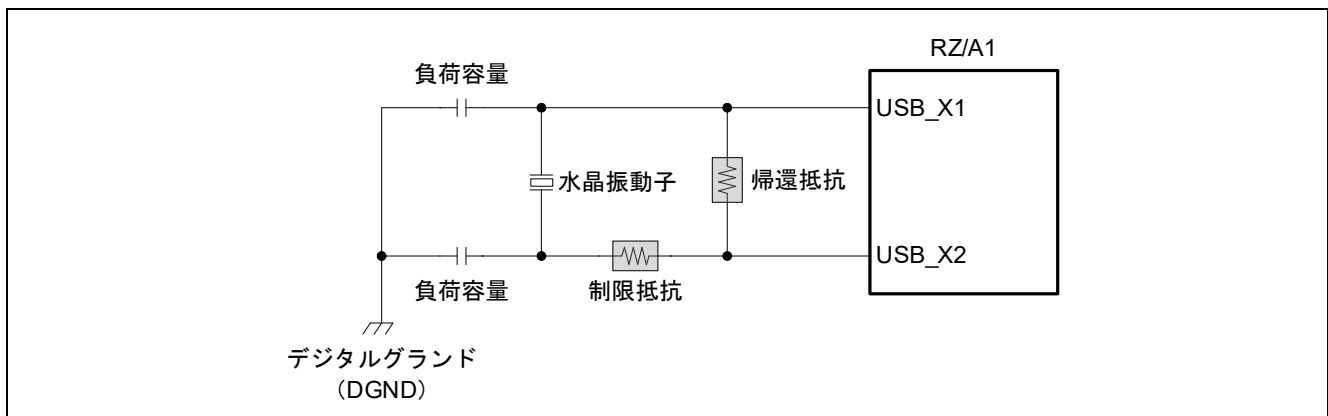 RZ/A1
負荷容量
USB_X1
水晶振動子
帰還抵抗
USB_X2
負荷容量
制限抵抗
デジタルグランド
（DGND）